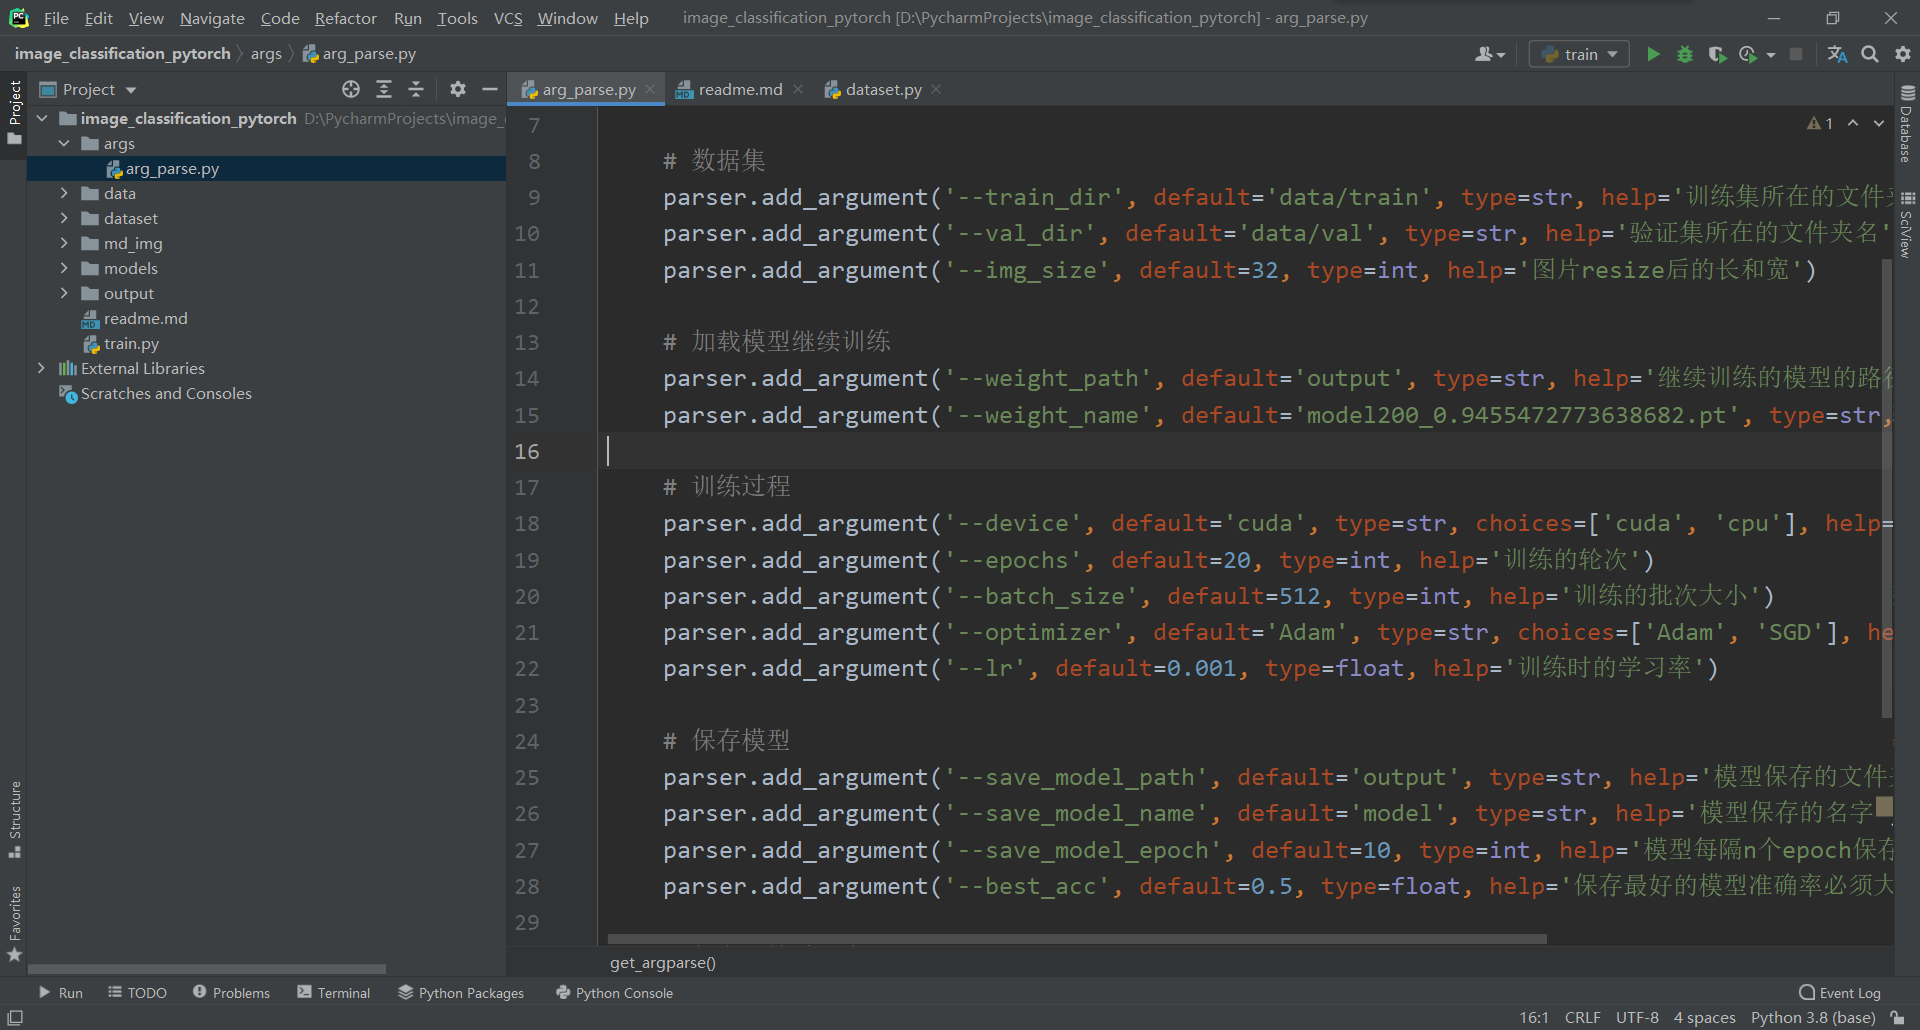 File Edit View Navigate Code Refactor Run Tools VCS Window Help image_classification_pytorch [D:\PycharmProjects\image_classification_pytorch] - arg_parse.py
image_classification_pytorch args arg_parse.py train
Project
Project
arg_parse.py readme.md dataset.py
image_classification_pytorch D:\PycharmProjects\image_
args
arg_parse.py
data
dataset
md_img
models
output
readme.md
train.py
External Libraries
Scratches and Consoles
Structure
Favorites
1
7
8 # 数据集
9 parser.add_argument('--train_dir', default='data/train', type=str, help='训练集所在的文件
10 parser.add_argument('--val_dir', default='data/val', type=str, help='验证集所在的文件夹名'
11 parser.add_argument('--img_size', default=32, type=int, help='图片resize后的长和宽')
12
13 # 加载模型继续训练
14 parser.add_argument('--weight_path', default='output', type=str, help='继续训练的模型的路径
15 parser.add_argument('--weight_name', default='model200_0.9455472773638682.pt', type=str,
16
17 # 训练过程
18 parser.add_argument('--device', default='cuda', type=str, choices=['cuda', 'cpu'], help=
19 parser.add_argument('--epochs', default=20, type=int, help='训练的轮次')
20 parser.add_argument('--batch_size', default=512, type=int, help='训练的批次大小')
21 parser.add_argument('--optimizer', default='Adam', type=str, choices=['Adam', 'SGD'], he
22 parser.add_argument('--lr', default=0.001, type=float, help='训练时的学习率')
23
24 # 保存模型
25 parser.add_argument('--save_model_path', default='output', type=str, help='模型保存的文件
26 parser.add_argument('--save_model_name', default='model', type=str, help='模型保存的名字
27 parser.add_argument('--save_model_epoch', default=10, type=int, help='模型每隔n个epoch保存
28 parser.add_argument('--best_acc', default=0.5, type=float, help='保存最好的模型准确率必须大
29
get_argparse()
Database
SciView
Run TODO Problems Terminal Python Packages Python Console Event Log
16:1 CRLF UTF-8 4 spaces Python 3.8 (base)